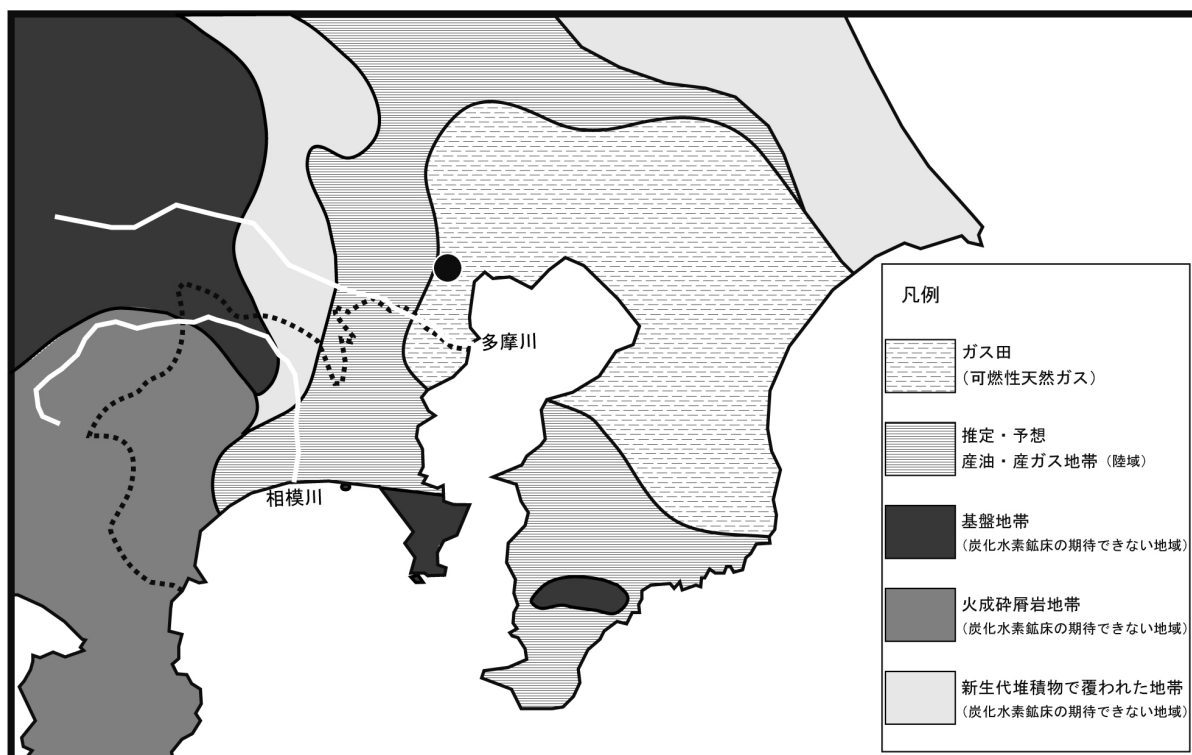 多摩川
相模川
凡例
ガス田
(可燃性天然ガス)
推定・予想
産油・産ガス地帯 (陸域)
基盤地帯
(炭化水素鉱床の期待できない地域)
火成砕屑岩地帯
(炭化水素鉱床の期待できない地域)
新生代堆積物で覆われた地帯
(炭化水素鉱床の期待できない地域)